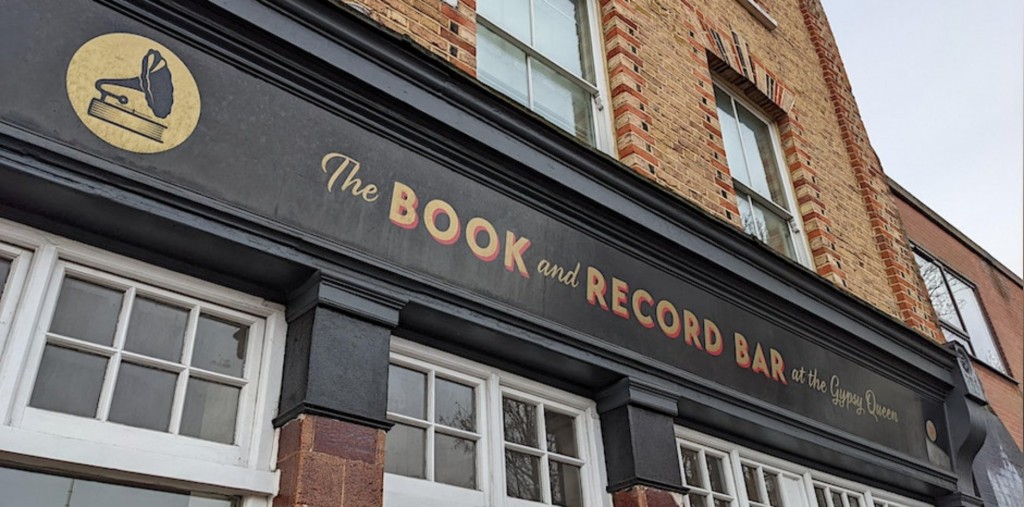 The BOOK and RECORD BAR at the Gypsy Queen